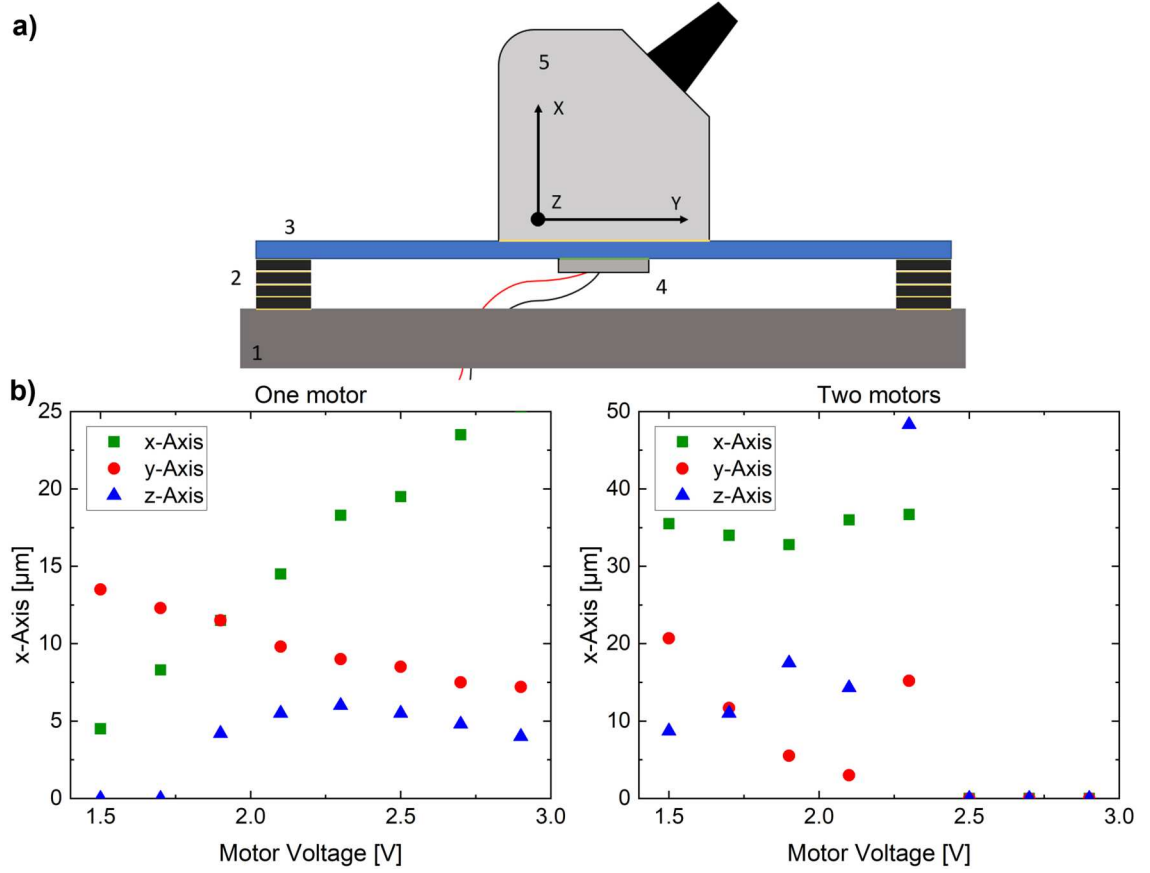 a)
5
X
Z
Y
3
2
4
1
b)
One motor
Two motors
x-Axis
y-Axis
z-Axis
x-Axis
y-Axis
z-Axis
x-Axis [µm]
25
20
15
10
5
0
1.5
2.0
2.5
3.0
Motor Voltage [V]
x-Axis [µm]
50
40
30
20
10
0
1.5
2.0
2.5
3.0
Motor Voltage [V]